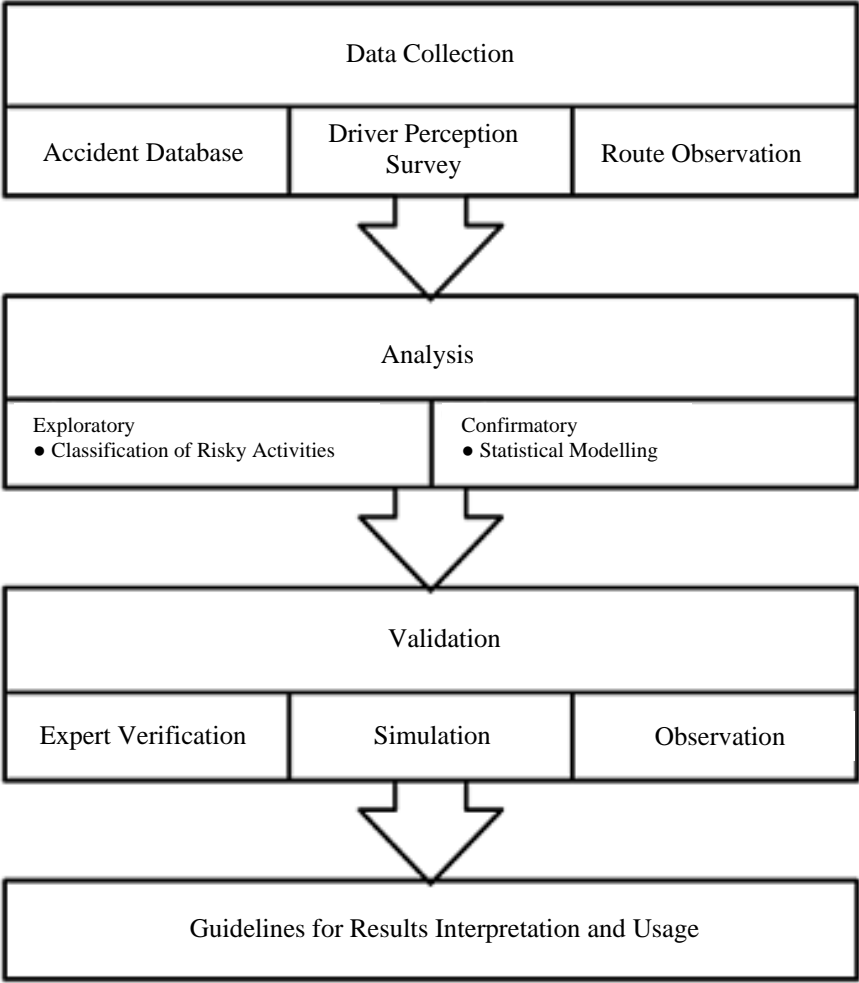 Data Collection
Accident Database
Driver Perception
Survey
Route Observation
Analysis
Exploratory
● Classification of Risky Activities
Confirmatory
● Statistical Modelling
Validation
Expert Verification
Simulation
Observation
Guidelines for Results Interpretation and Usage